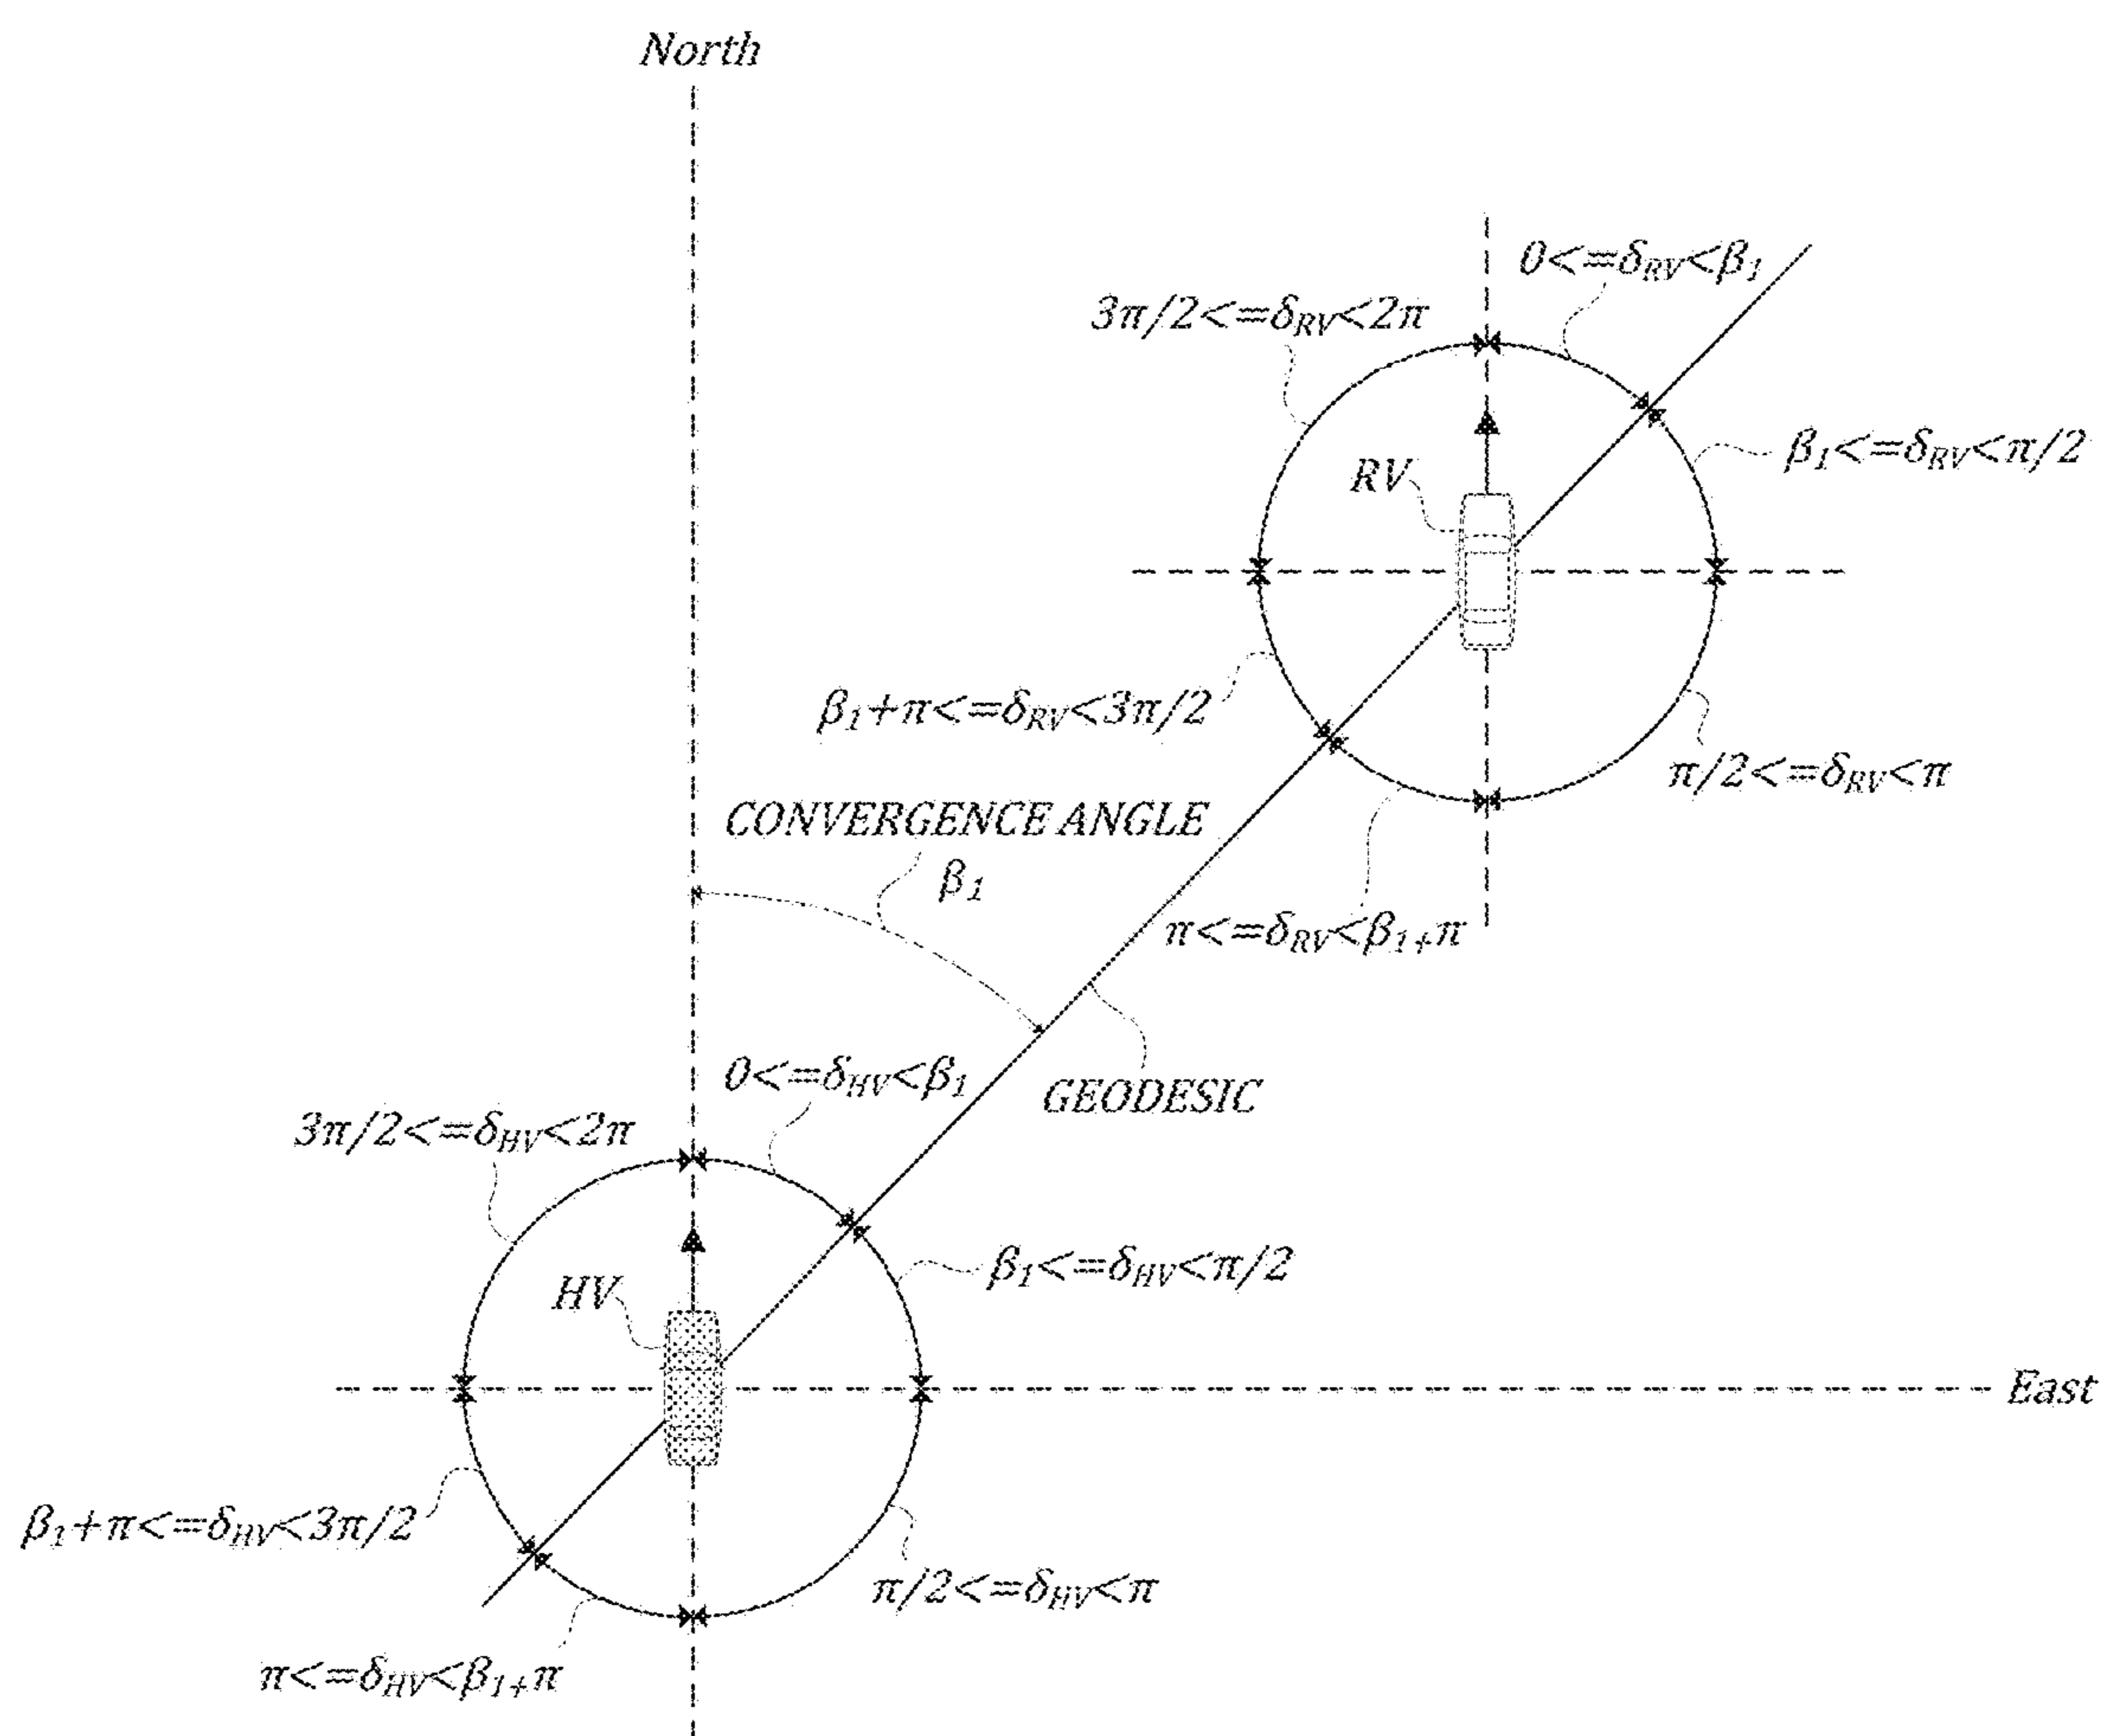 North
0<=δRV<β1
3π/2<=δRV<2π
β1<=δRV<π/2
RV
β1+π<=δRV<3π/2
π/2<=δRV<π
CONVERGENCE ANGLE
β1
π<=δRV<β1+π
0<=δHV<β1
GEODESIC
3π/2<=δHV<2π
β1<=δHV<π/2
HV
East
β1+π<=δHV<3π/2
π/2<=δHV<π
π<=δHV<β1+π